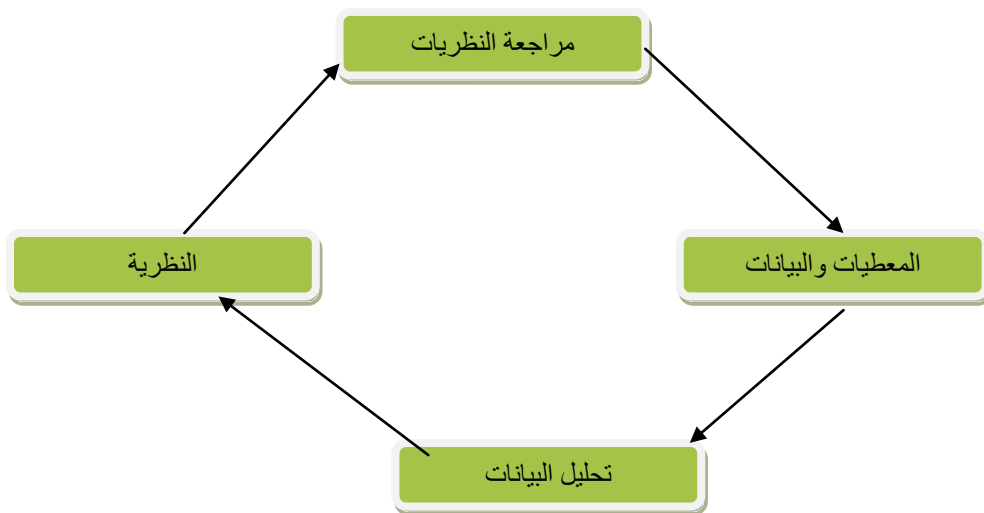 مراجعة النظريات
النظرية
المعطيات والبيانات
تحليل البيانات